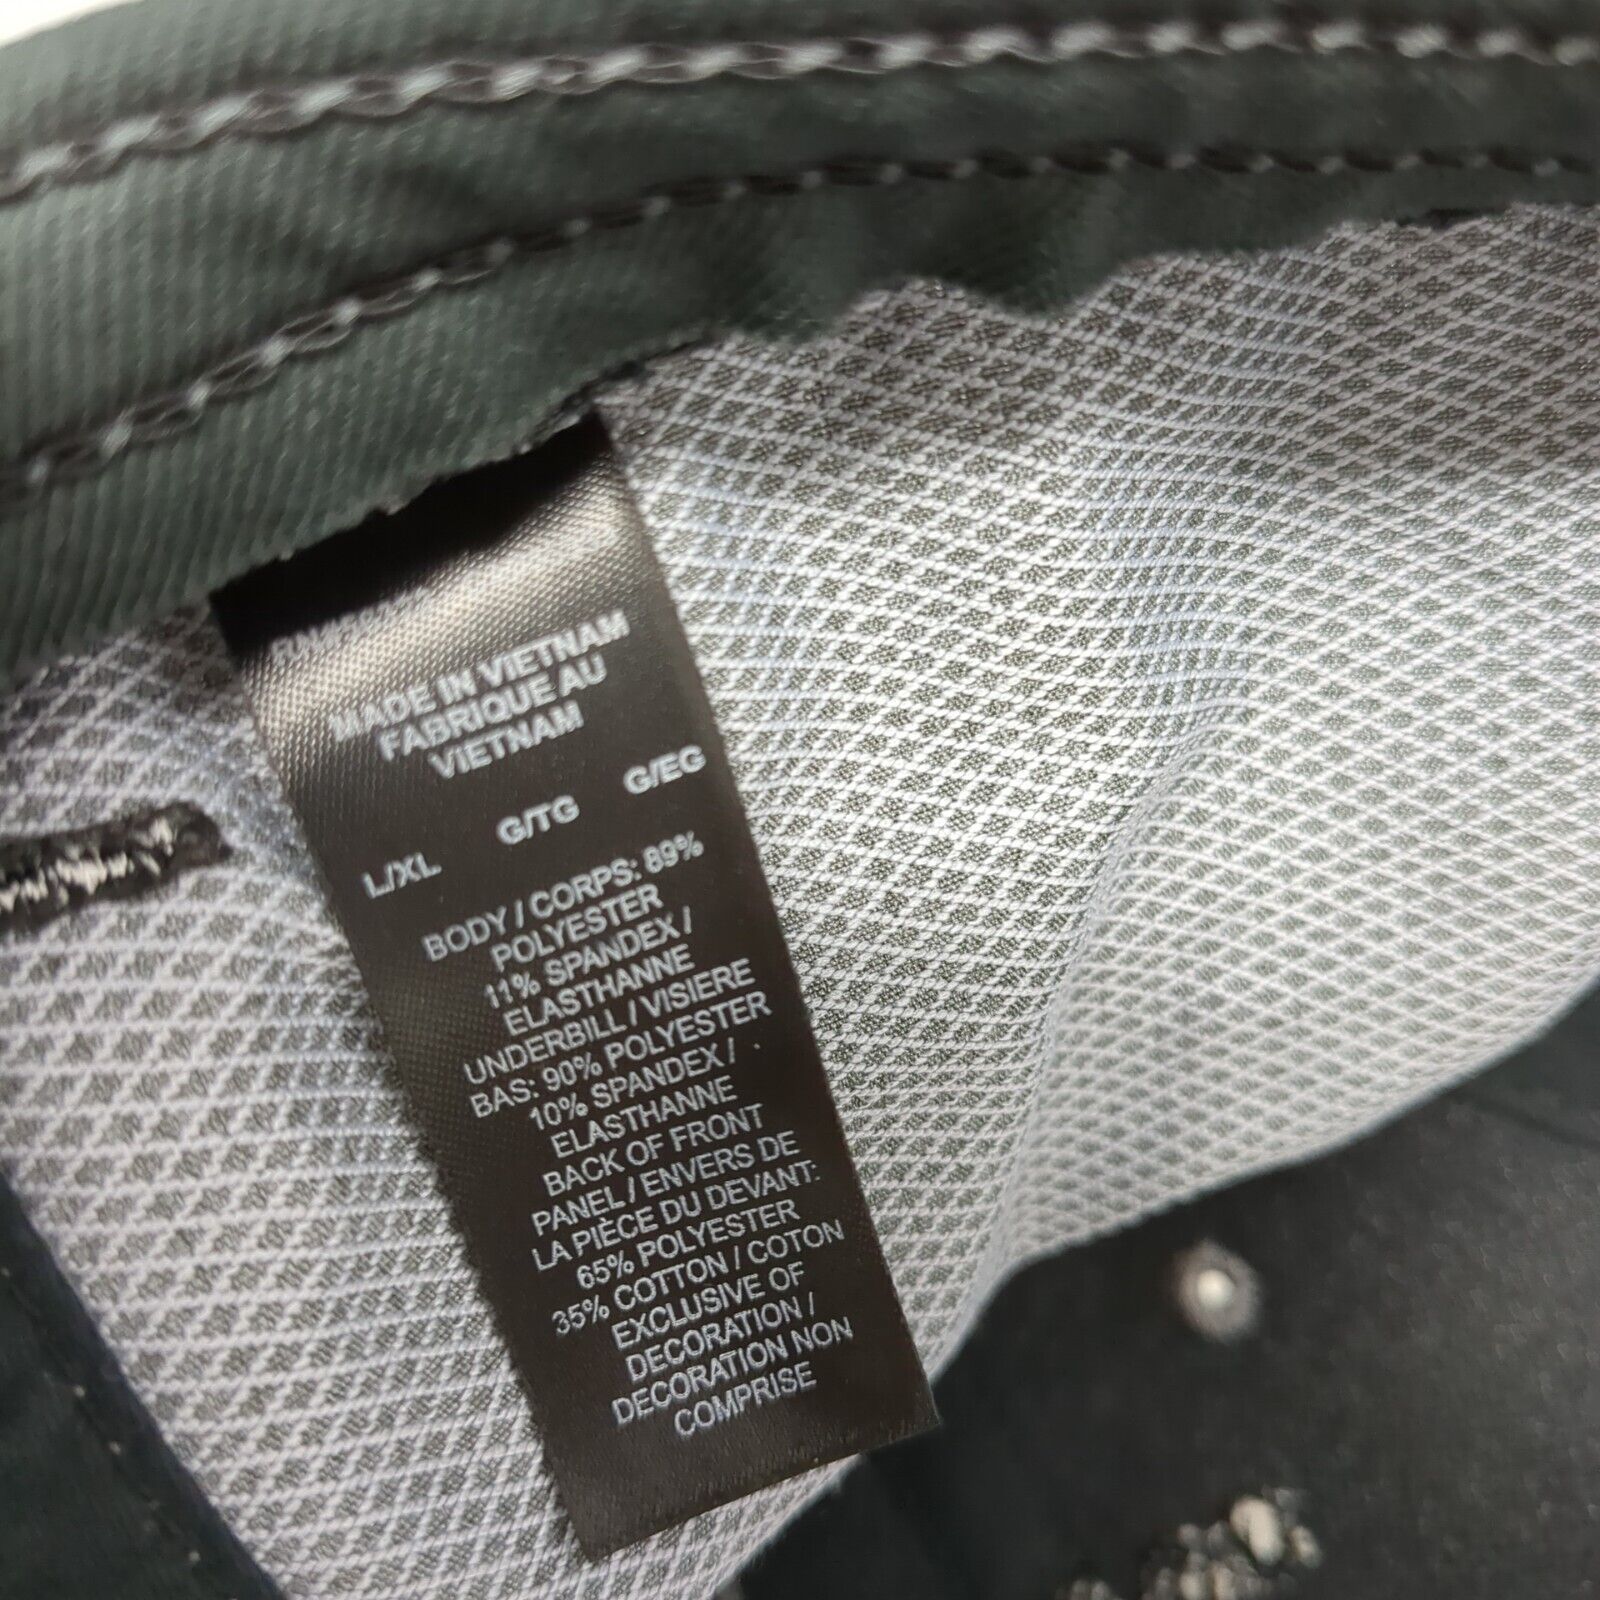 MADE IN VIETNAM
FABRIQUE AU
VIETNAM
L/XL G/TG G/EG
BODY / CORPS: 89%
POLYESTER
11% SPANDEX /
ELASTHANNE
UNDERBILL / VISIERE
BAS: 90% POLYESTER
10% SPANDEX /
ELASTHANNE
BACK OF FRONT
PANEL / ENVERS DE
LA PIÈCE DU DEVANT:
65% POLYESTER
35% COTTON / COTON
EXCLUSIVE OF
DECORATION /
DECORATION NON
COMPRISE